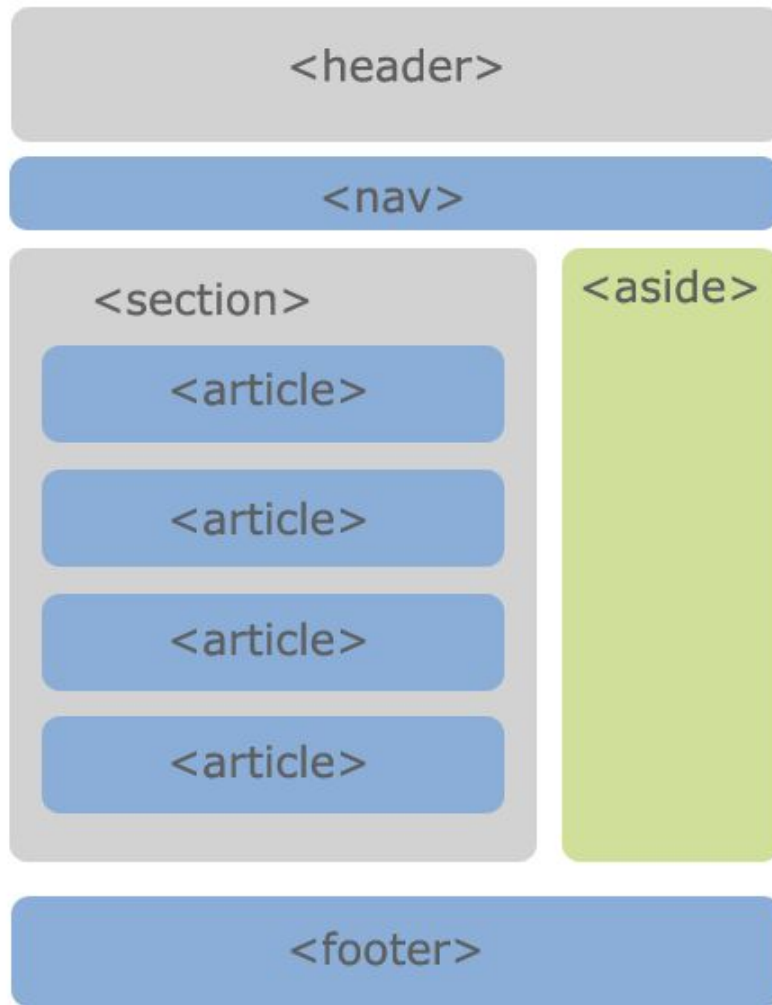 <header>
<nav>
<section>
<article>
<article>
<article>
<article>
<aside>
<footer>